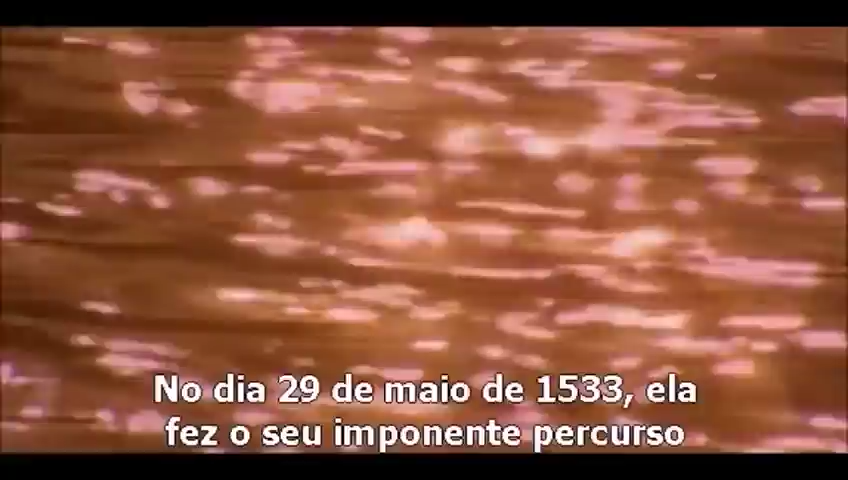 No dia 29 de maio de 1533, ela
fez o seu imponente percurso